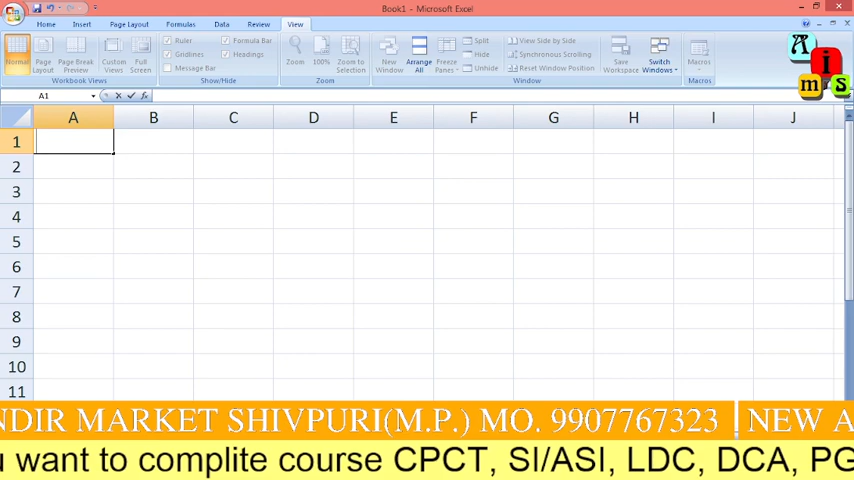 Book1 - Microsoft Excel
Home Insert Page Layout Formulas Data Review View
Normal Page Layout Page Break Preview Custom Views Full Screen
Ruler Formula Bar
Gridlines Headings
Message Bar
Zoom 100% Zoom to Selection
New Window Arrange All Freeze Panes
Split
Hide
Unhide
View Side by Side
Synchronous Scrolling
Reset Window Position
Save Workspace Switch Windows Macros
Workbook Views Show/Hide Zoom Window Macros
A i m s
A1 fx
A B C D E F G H I J
1
2
3
4
5
6
7
8
9
10
11
NDIR MARKET SHIVPURI(M.P.) MO. 9907767323 NEW A
u want to complite course CPCT, SI/ASI, LDC, DCA, PG